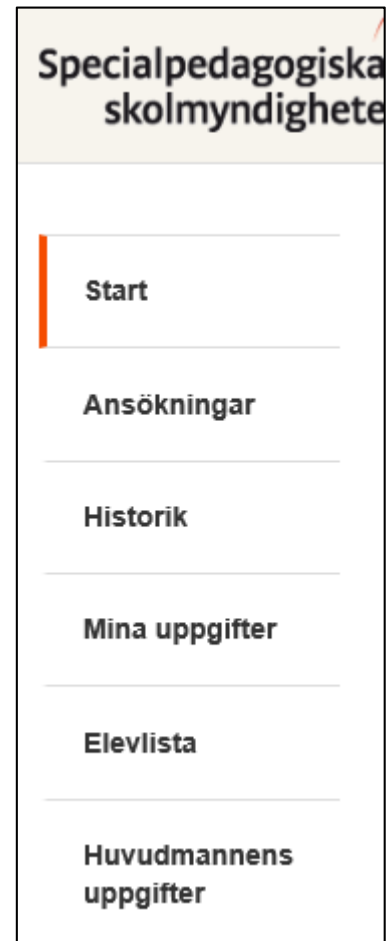 Specialpedagogiska
skolmyndighete
Start
Ansökningar
Historik
Mina uppgifter
Elevlista
Huvudmannens
uppgifter